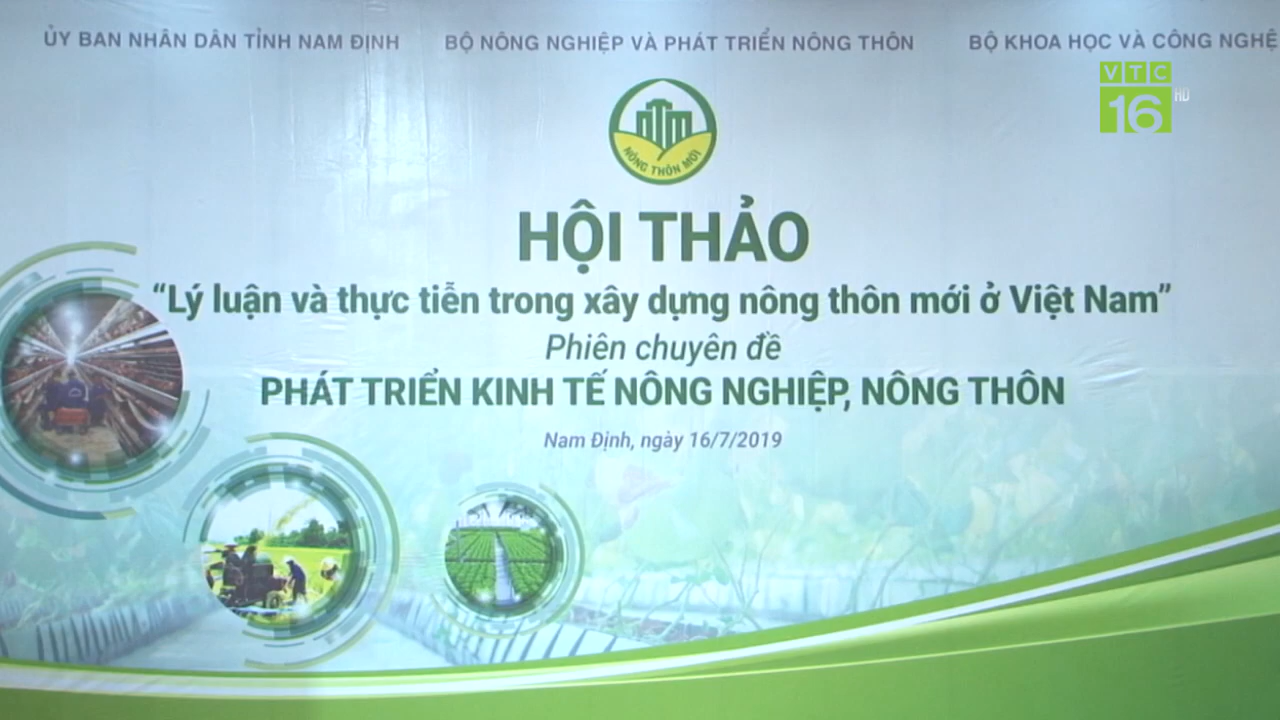 ỦY BAN NHÂN DÂN TỈNH NAM ĐỊNH
BỘ NÔNG NGHIỆP VÀ PHÁT TRIỂN NÔNG THÔN
BỘ KHOA HỌC VÀ CÔNG NGHỆ
VTC
16 HD
NTM
NÔNG THÔN MỚI
HỘI THẢO
“Lý luận và thực tiễn trong xây dựng nông thôn mới ở Việt Nam”
Phiên chuyên đề
PHÁT TRIỂN KINH TẾ NÔNG NGHIỆP, NÔNG THÔN
Nam Định, ngày 16/7/2019